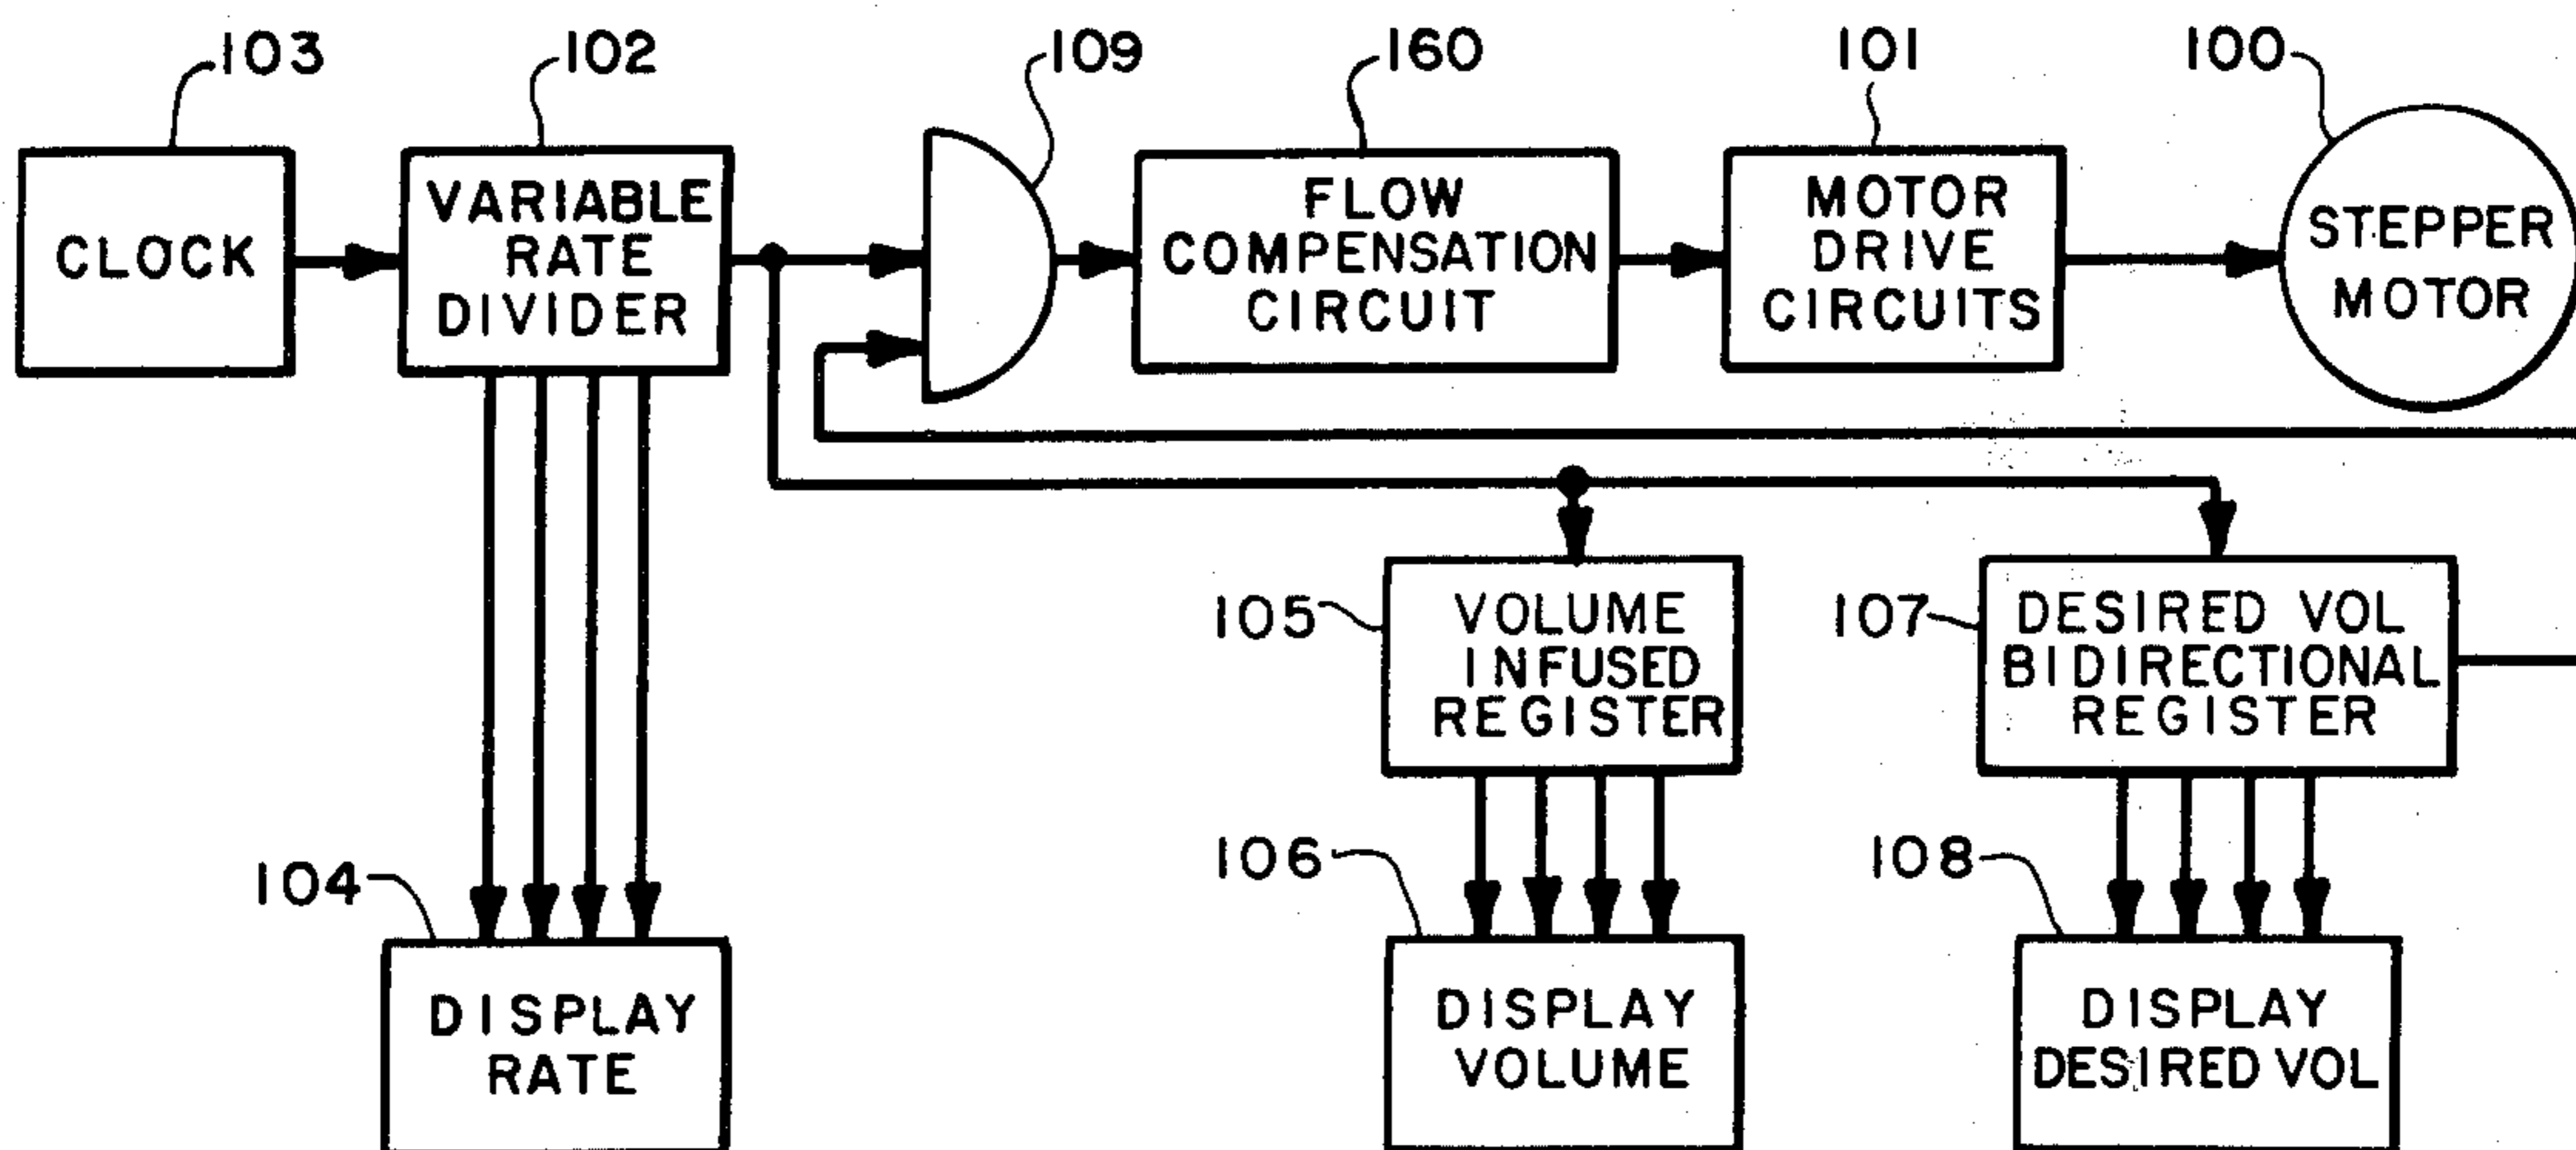 103
102
109
160
101
100
CLOCK
VARIABLE
RATE
DIVIDER
FLOW
COMPENSATION
CIRCUIT
MOTOR
DRIVE
CIRCUITS
STEPPER
MOTOR
105
VOLUME
INFUSED
REGISTER
107
DESIRED VOL
BIDIRECTIONAL
REGISTER
104
106
108
DISPLAY
RATE
DISPLAY
VOLUME
DISPLAY
DESIRED VOL